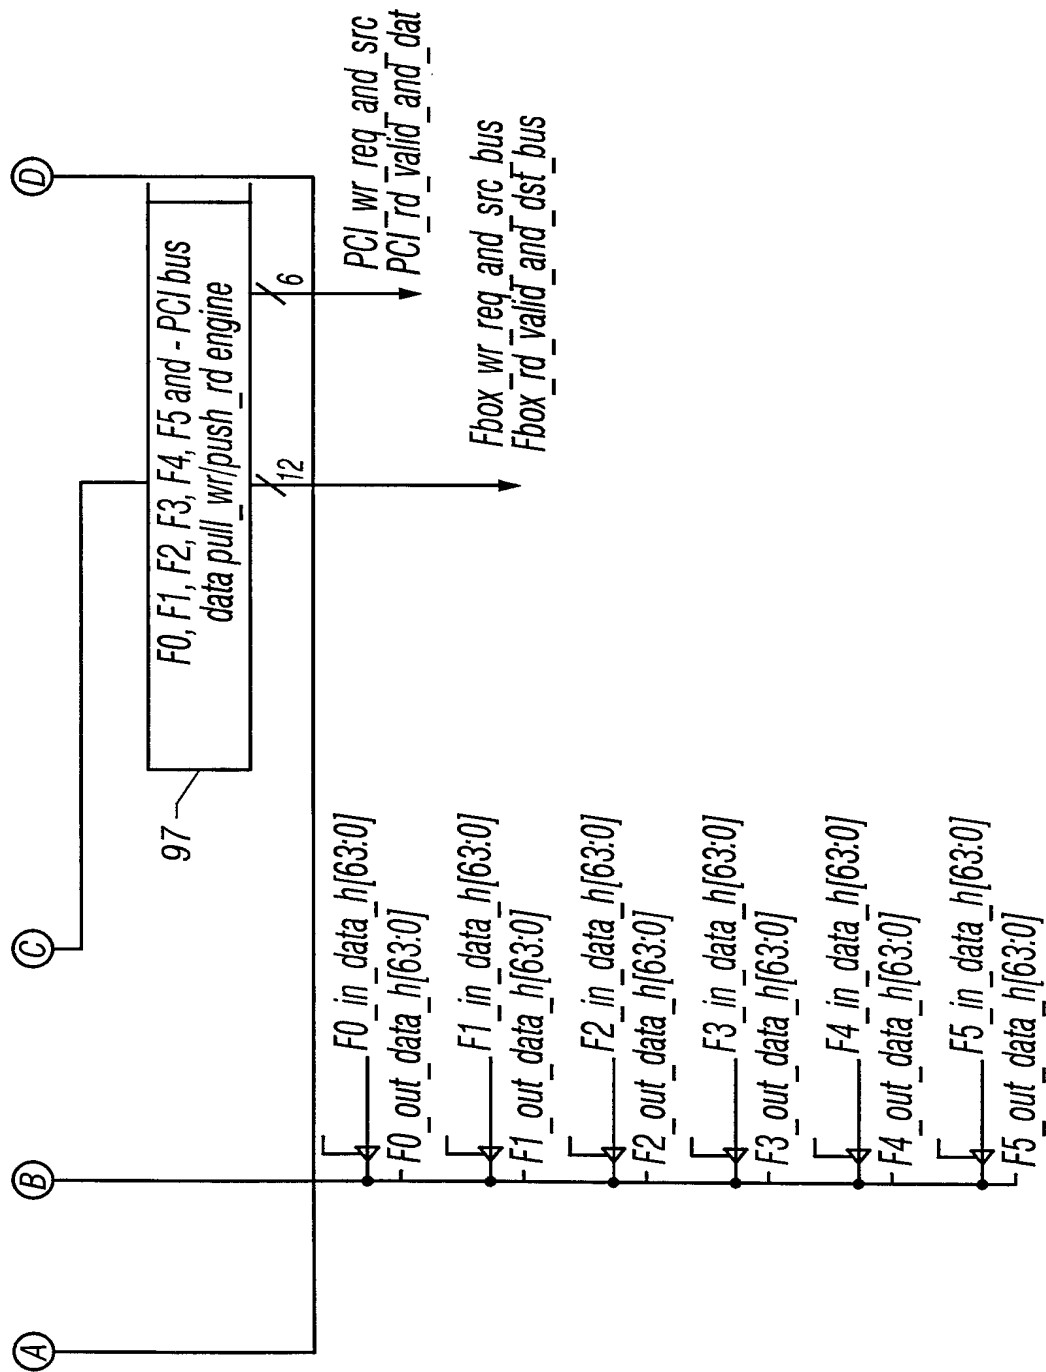 A
B
C
D
97
F0, F1, F2, F3, F4, F5 and - PCI bus
data pull_wr/push_rd engine
6
12
PCI_wr_req_and_src
PCI_rd_valid_and_dat
Fbox_wr_req_and_src_bus
Fbox_rd_valid_and_dst_bus
F0_in_data_h[63:0]
F0_out_data_h[63:0]
F1_in_data_h[63:0]
F1_out_data_h[63:0]
F2_in_data_h[63:0]
F2_out_data_h[63:0]
F3_in_data_h[63:0]
F3_out_data_h[63:0]
F4_in_data_h[63:0]
F4_out_data_h[63:0]
F5_in_data_h[63:0]
F5_out_data_h[63:0]